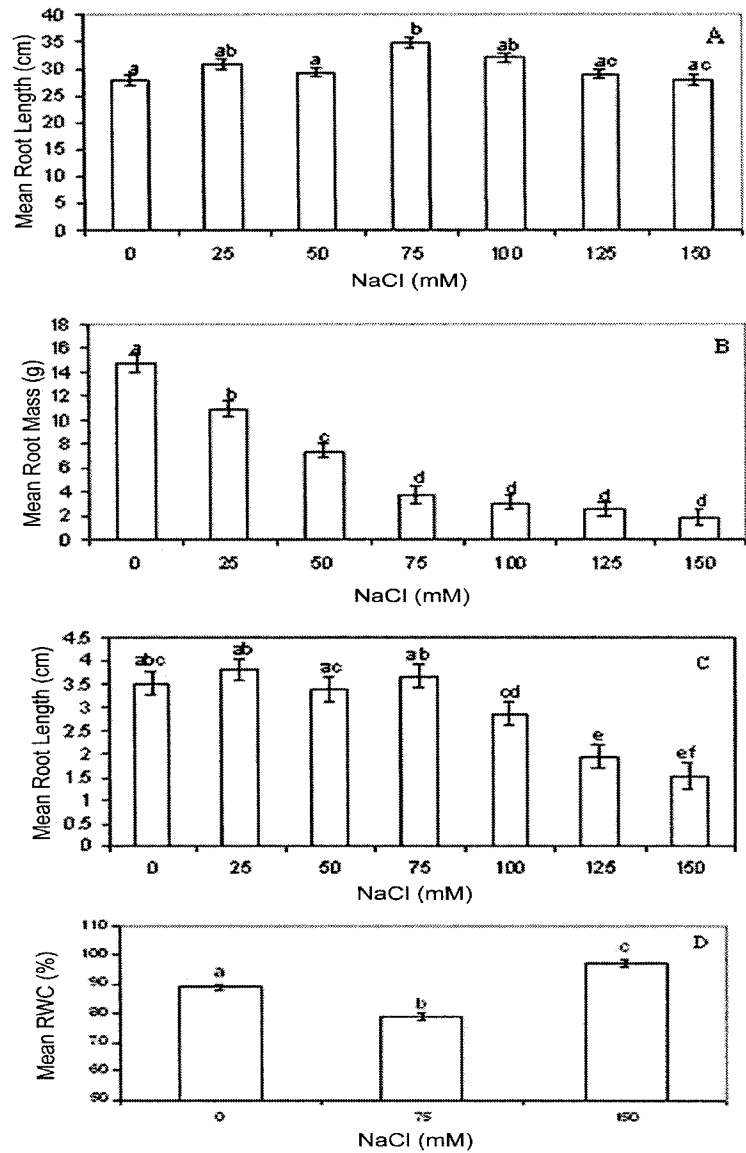 Mean Root Length (cm)
40
35
30
25
20
15
10
5
0
a ab a b ab ac ac
A
0 25 50 75 100 125 150
NaCl (mM)
Mean Root Mass (g)
18
16
14
12
10
8
6
4
2
0
a b c d d d d
B
0 25 50 75 100 125 150
NaCl (mM)
Mean Root Length (cm)
4.5
4
3.5
3
2.5
2
1.5
1
0.5
0
abc ab ac ab cd e ef
C
0 25 50 75 100 125 150
NaCl (mM)
Mean RWC (%)
110
100
90
80
70
60
50
a b c
D
0 75 150
NaCl (mM)